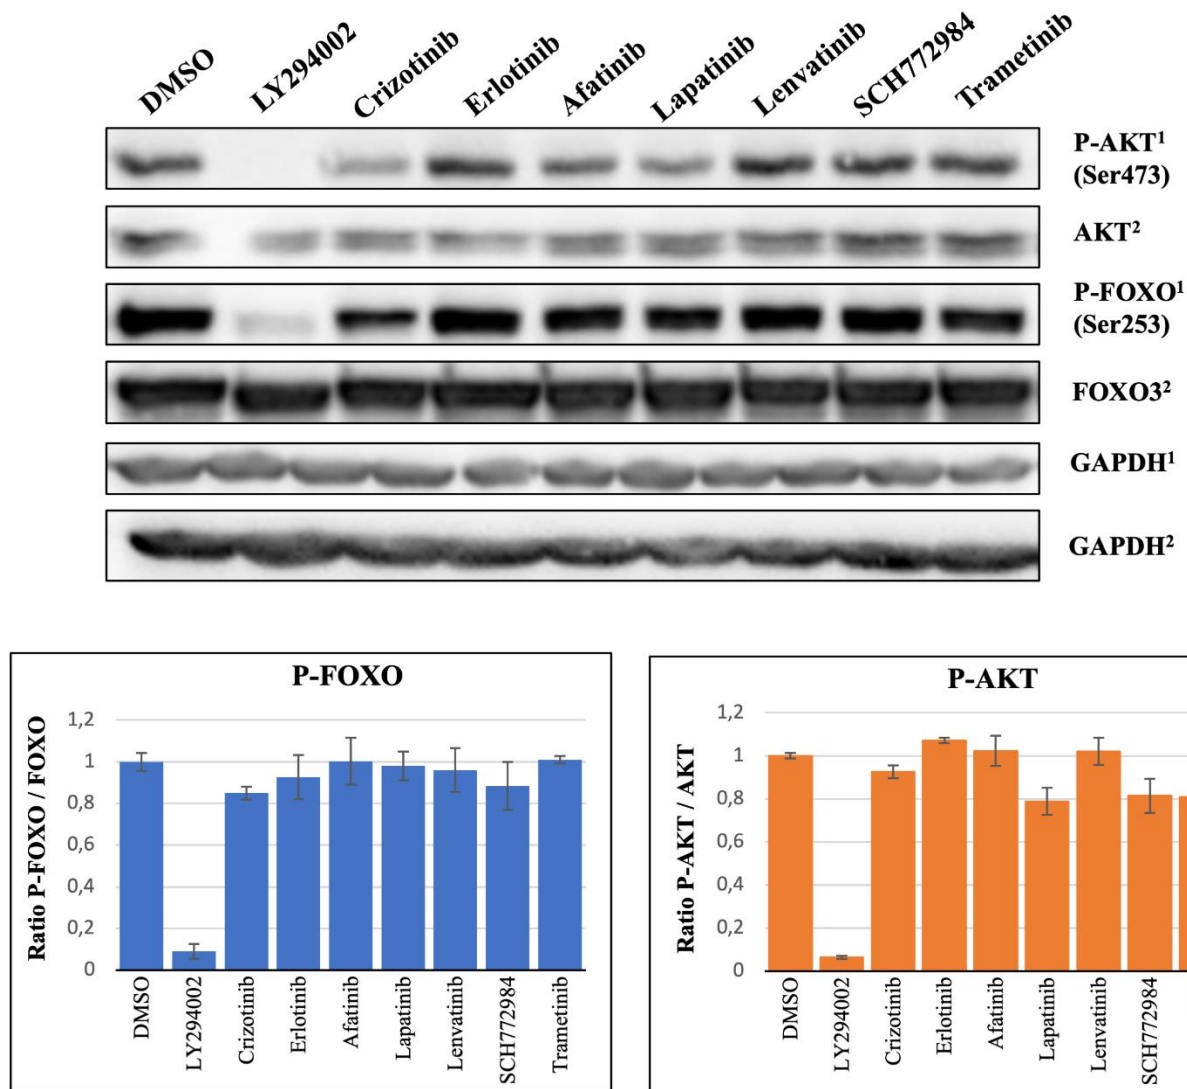 DMSO
LY294002
Crizotinib
Erlotinib
Afatinib
Lapatinib
Lenvatinib
SCH772984
Trametinib
P-AKT¹
(Ser473)
AKT²
P-FOXO¹
(Ser253)
FOXO3²
GAPDH¹
GAPDH²
P-FOXO
Ratio P-FOXO / FOXO
1,2
1
0,8
0,6
0,4
0,2
0
DMSO
LY294002
Crizotinib
Erlotinib
Afatinib
Lapatinib
Lenvatinib
SCH772984
Trametinib
P-AKT
Ratio P-AKT / AKT
1,2
1
0,8
0,6
0,4
0,2
0
DMSO
LY294002
Crizotinib
Erlotinib
Afatinib
Lapatinib
Lenvatinib
SCH772984